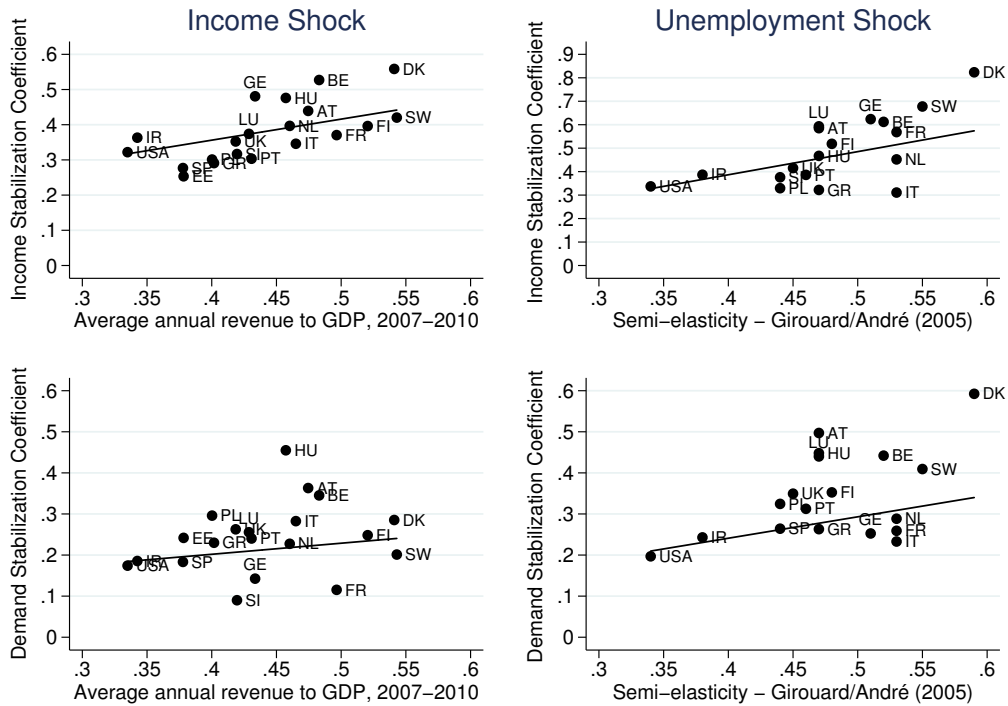 Income Shock
Unemployment Shock
Income Stabilization Coefficient
.6
.5
.4
.3
.2
.1
0
DK
BE
GE
HU
AT
SW
NL
FI
LU
FR
IR
UK
IT
USA
SI
PL
PT
GR
SP
EE
.3
.35
.4
.45
.5
.55
.6
Average annual revenue to GDP, 2007−2010
Income Stabilization Coefficient
.9
.8
.7
.6
.5
.4
.3
.2
.1
0
DK
SW
GE
BE
LU
AT
FR
FI
HU
NL
UK
IR
PT
SP
USA
PL
GR
IT
.3
.35
.4
.45
.5
.55
.6
Semi−elasticity − Girouard/André (2005)
Demand Stabilization Coefficient
.6
.5
.4
.3
.2
.1
0
HU
AT
BE
PL
DK
IT
UK
LU
FI
EE
PT
GR
NL
SW
IR
SP
USA
GE
FR
SI
.3
.35
.4
.45
.5
.55
.6
Average annual revenue to GDP, 2007−2010
Demand Stabilization Coefficient
.6
.5
.4
.3
.2
.1
0
DK
AT
LU
HU
BE
SW
FI
UK
PL
PT
NL
SP
GR
FR
GE
IR
IT
USA
.3
.35
.4
.45
.5
.55
.6
Semi−elasticity − Girouard/André (2005)